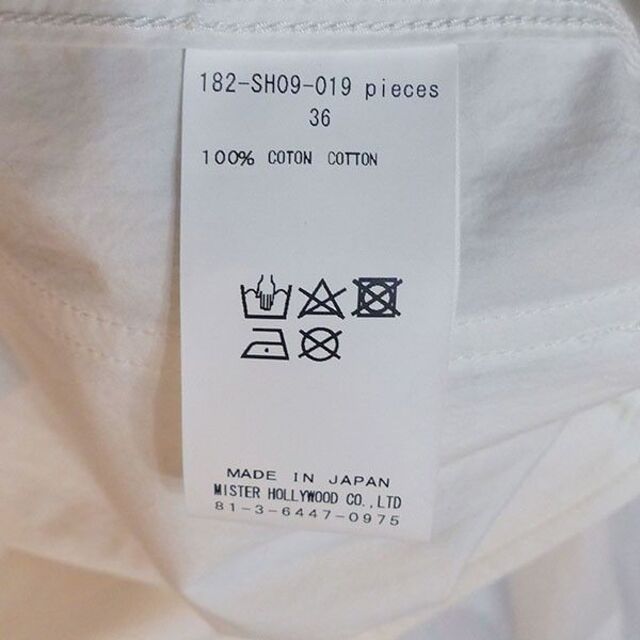 182-SH09-019 pieces
36
100% COTON COTTON
MADE IN JAPAN
MISTER HOLLYWOOD CO.,LTD
81-3-6447-0975